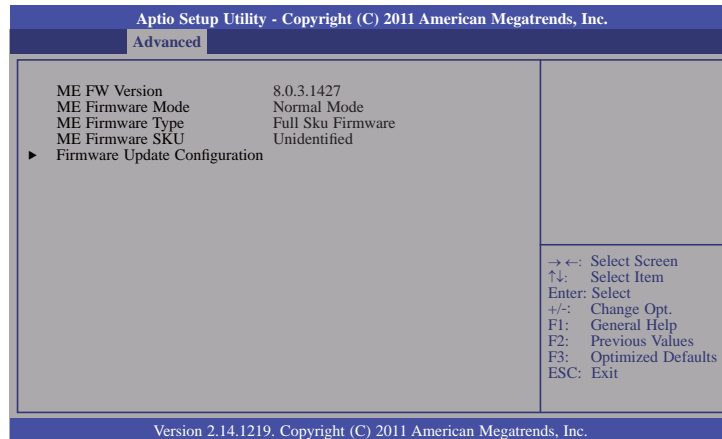 Aptio Setup Utility - Copyright (C) 2011 American Megatrends, Inc.
Advanced
ME FW Version 8.0.3.1427
ME Firmware Mode Normal Mode
ME Firmware Type Full Sku Firmware
ME Firmware SKU Unidentified
► Firmware Update Configuration
→ ←: Select Screen
↑↓: Select Item
Enter: Select
+/-: Change Opt.
F1: General Help
F2: Previous Values
F3: Optimized Defaults
ESC: Exit
Version 2.14.1219. Copyright (C) 2011 American Megatrends, Inc.